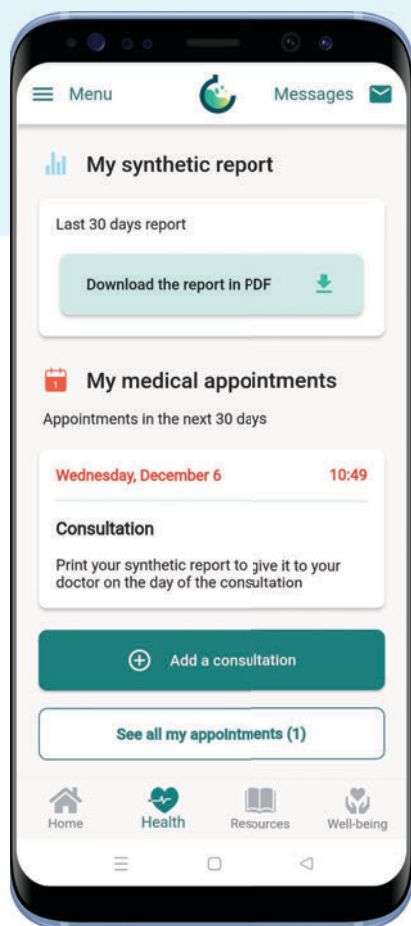 Menu
Messages
My synthetic report
Last 30 days report
Download the report in PDF
1
My medical appointments
Appointments in the next 30 days
Wednesday, December 6 10:49
Consultation
Print your synthetic report to give it to your
doctor on the day of the consultation
Add a consultation
See all my appointments (1)
Home Health Resources Well-being